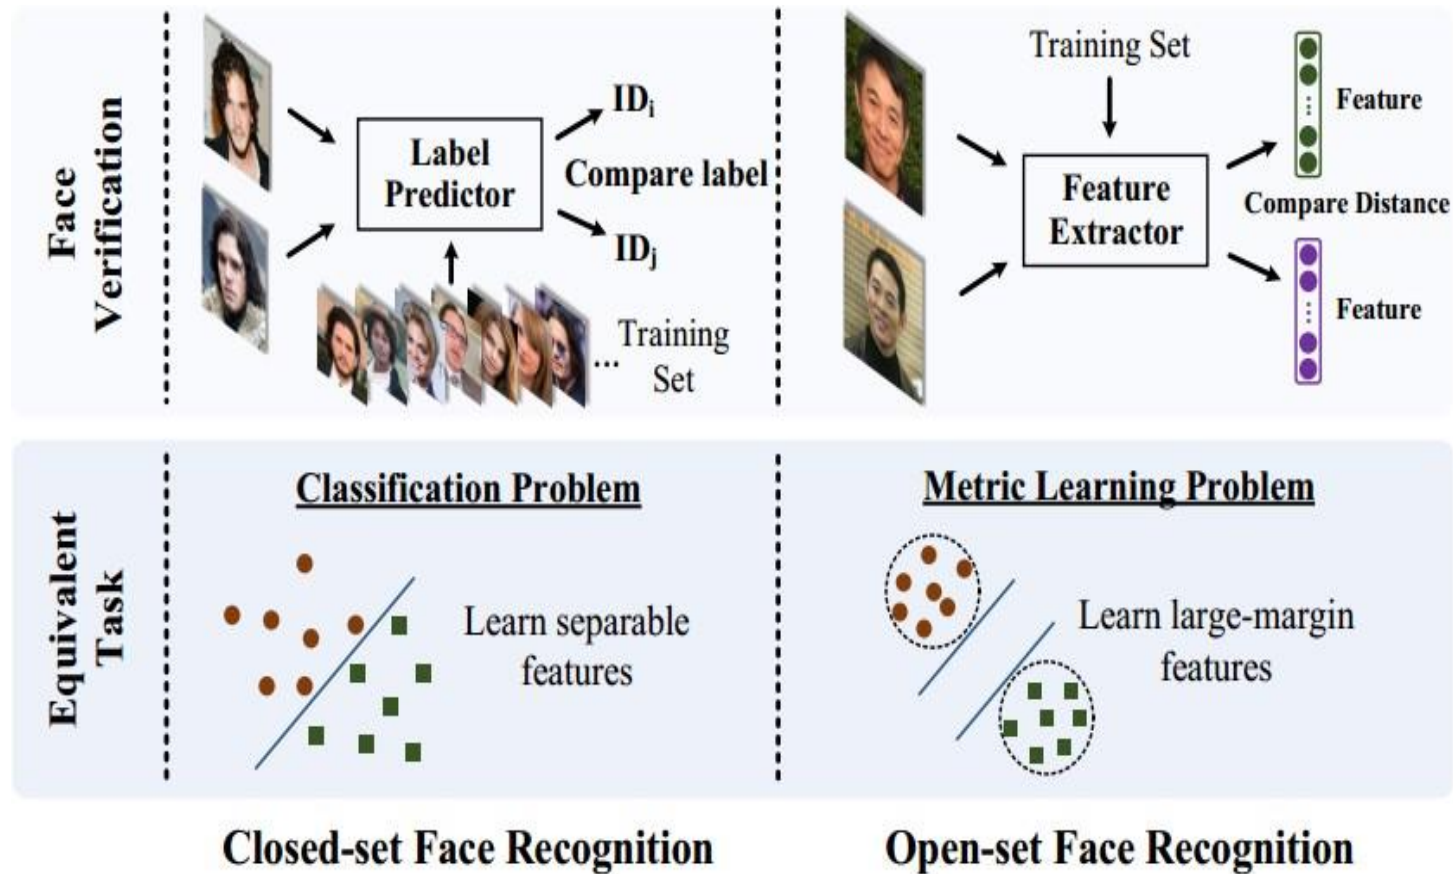 Face
Verification
Label
Predictor
ID_i
Compare label
ID_j
... Training
Set
Training Set
Feature
Extractor
Feature
Compare Distance
Feature
Equivalent
Task
Classification Problem
Learn separable
features
Metric Learning Problem
Learn large-margin
features
Closed-set Face Recognition
Open-set Face Recognition